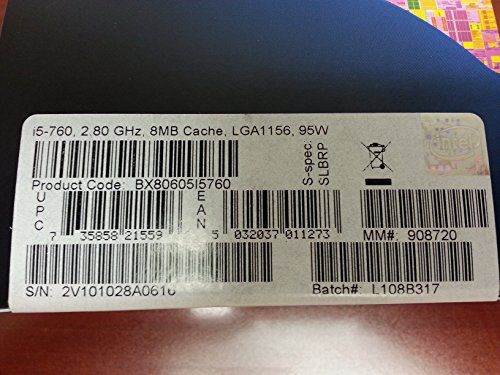 i5-760, 2.80 GHz, 8MB Cache, LGA1156, 95W
S-spec:
SLBRP
intel
Product Code: BX80605I5760
UPC
EAN
7 35858 21559
5 032037 011273
MM#: 908720
S/N: 2V101028A0616
Batch#: L108B317